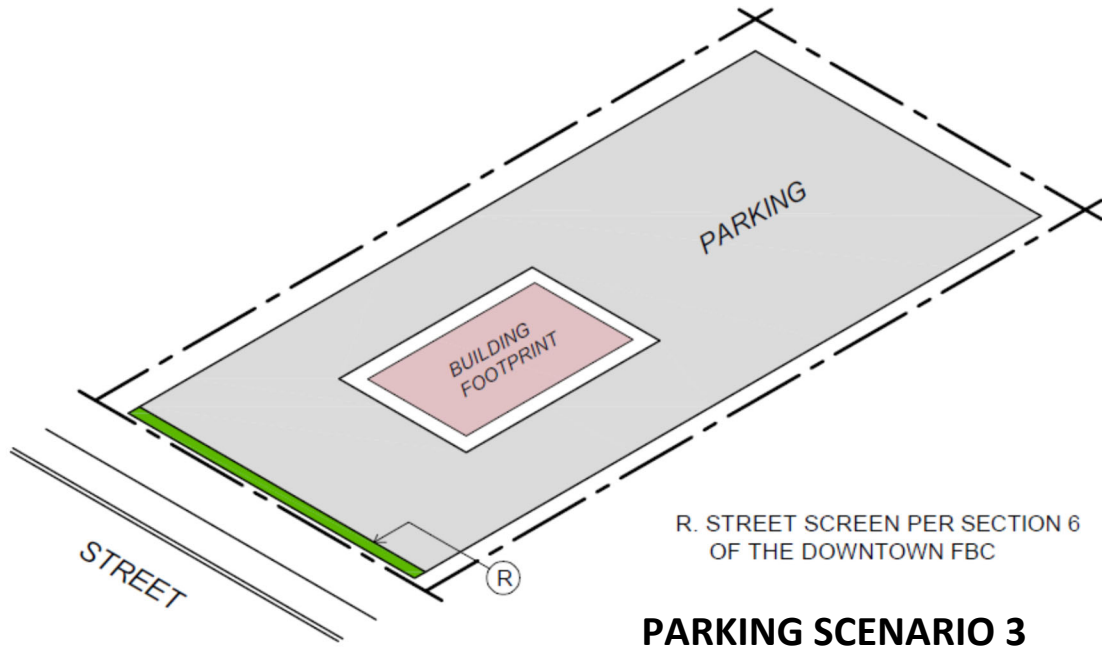 PARKING
BUILDING
FOOTPRINT
STREET
R
R. STREET SCREEN PER SECTION 6
OF THE DOWNTOWN FBC
PARKING SCENARIO 3